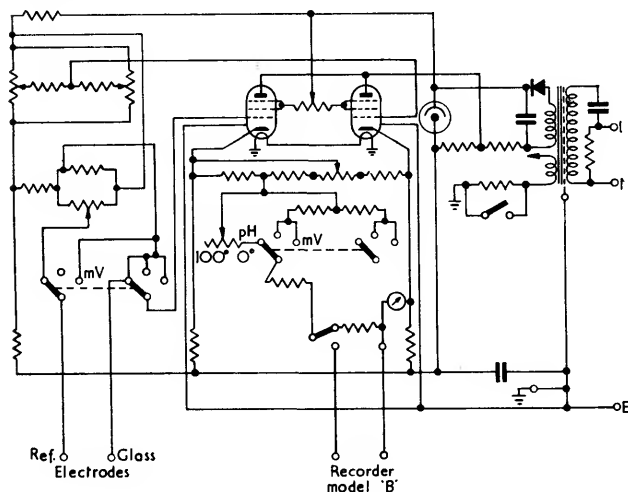 pH
100° 0°
mV
mV
Ref.
Glass
Electrodes
Recorder
model 'B'
E